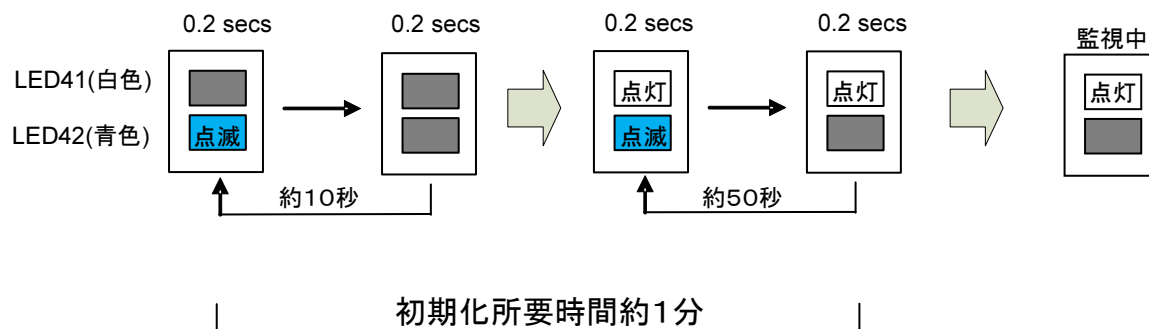 0.2 secs
0.2 secs
0.2 secs
0.2 secs
監視中
LED41(白色)
点灯
点灯
点灯
LED42(青色)
点滅
点滅
約10秒
約50秒
初期化所要時間約1分